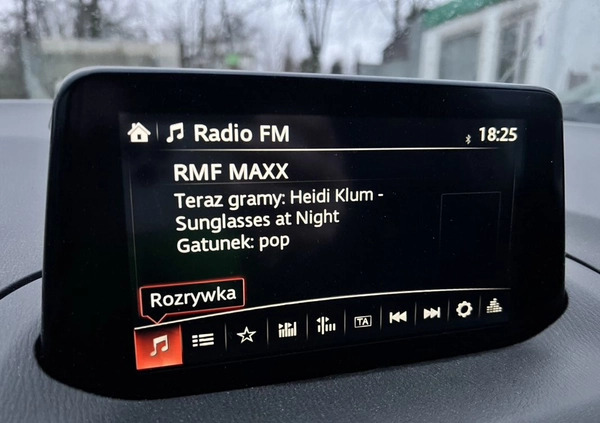 Radio FM
18:25
RMF MAXX
Teraz gramy: Heidi Klum -
Sunglasses at Night
Gatunek: pop
Rozrywka
TA